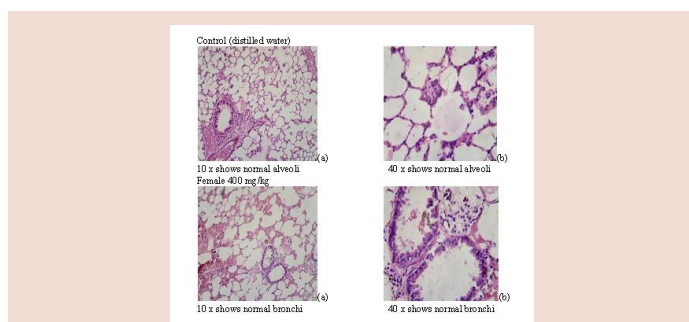 Control (distilled water)
(a)
(b)
10 x shows normal alveoli
40 x shows normal alveoli
Female 400 mg/kg
(a)
(b)
10 x shows normal bronchi
40 x shows normal bronchi